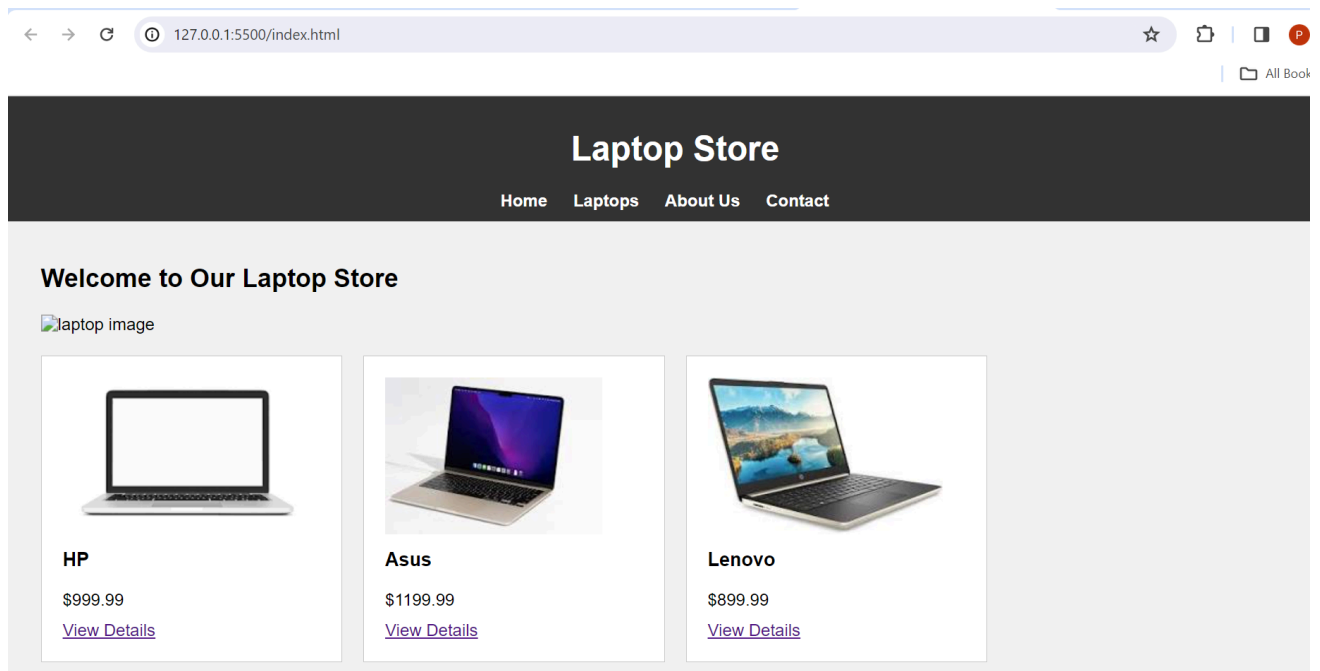 127.0.0.1:5500/index.html
P
All Book
Laptop Store
Home Laptops About Us Contact
Welcome to Our Laptop Store
laptop image
HP Asus Lenovo
$999.99 $1199.99 $899.99
View Details View Details View Details